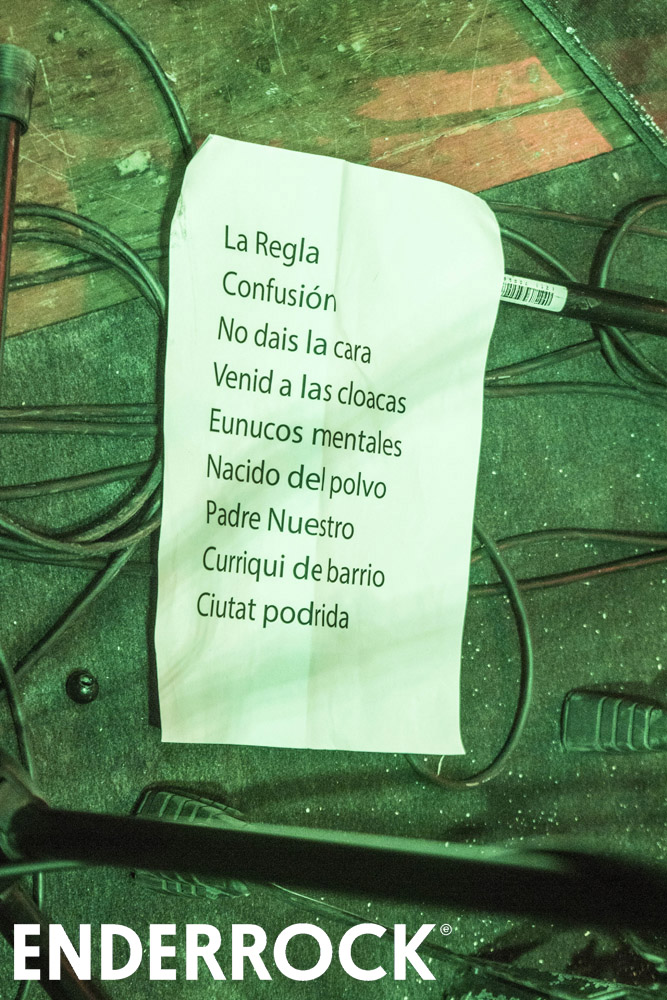 La Regla
Confusión
No dais la cara
Venid a las cloacas
Eunucos mentales
Nacido del polvo
Padre Nuestro
Curriqui de barrio
Ciutat podrida
ENDERROCK